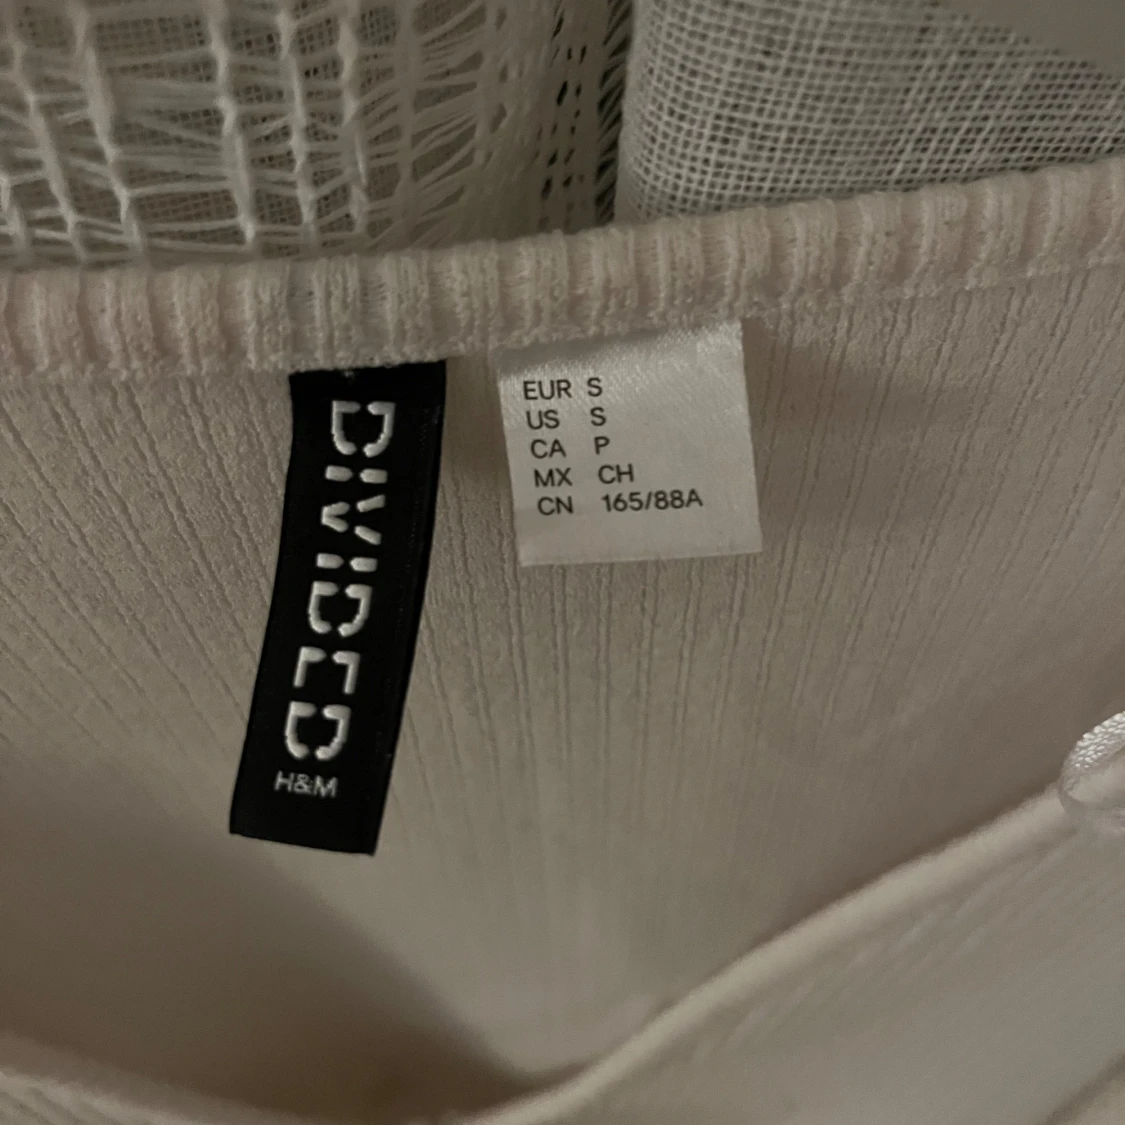 DIVIDED
H&M
EUR S
US S
CA P
MX CH
CN 165/88A